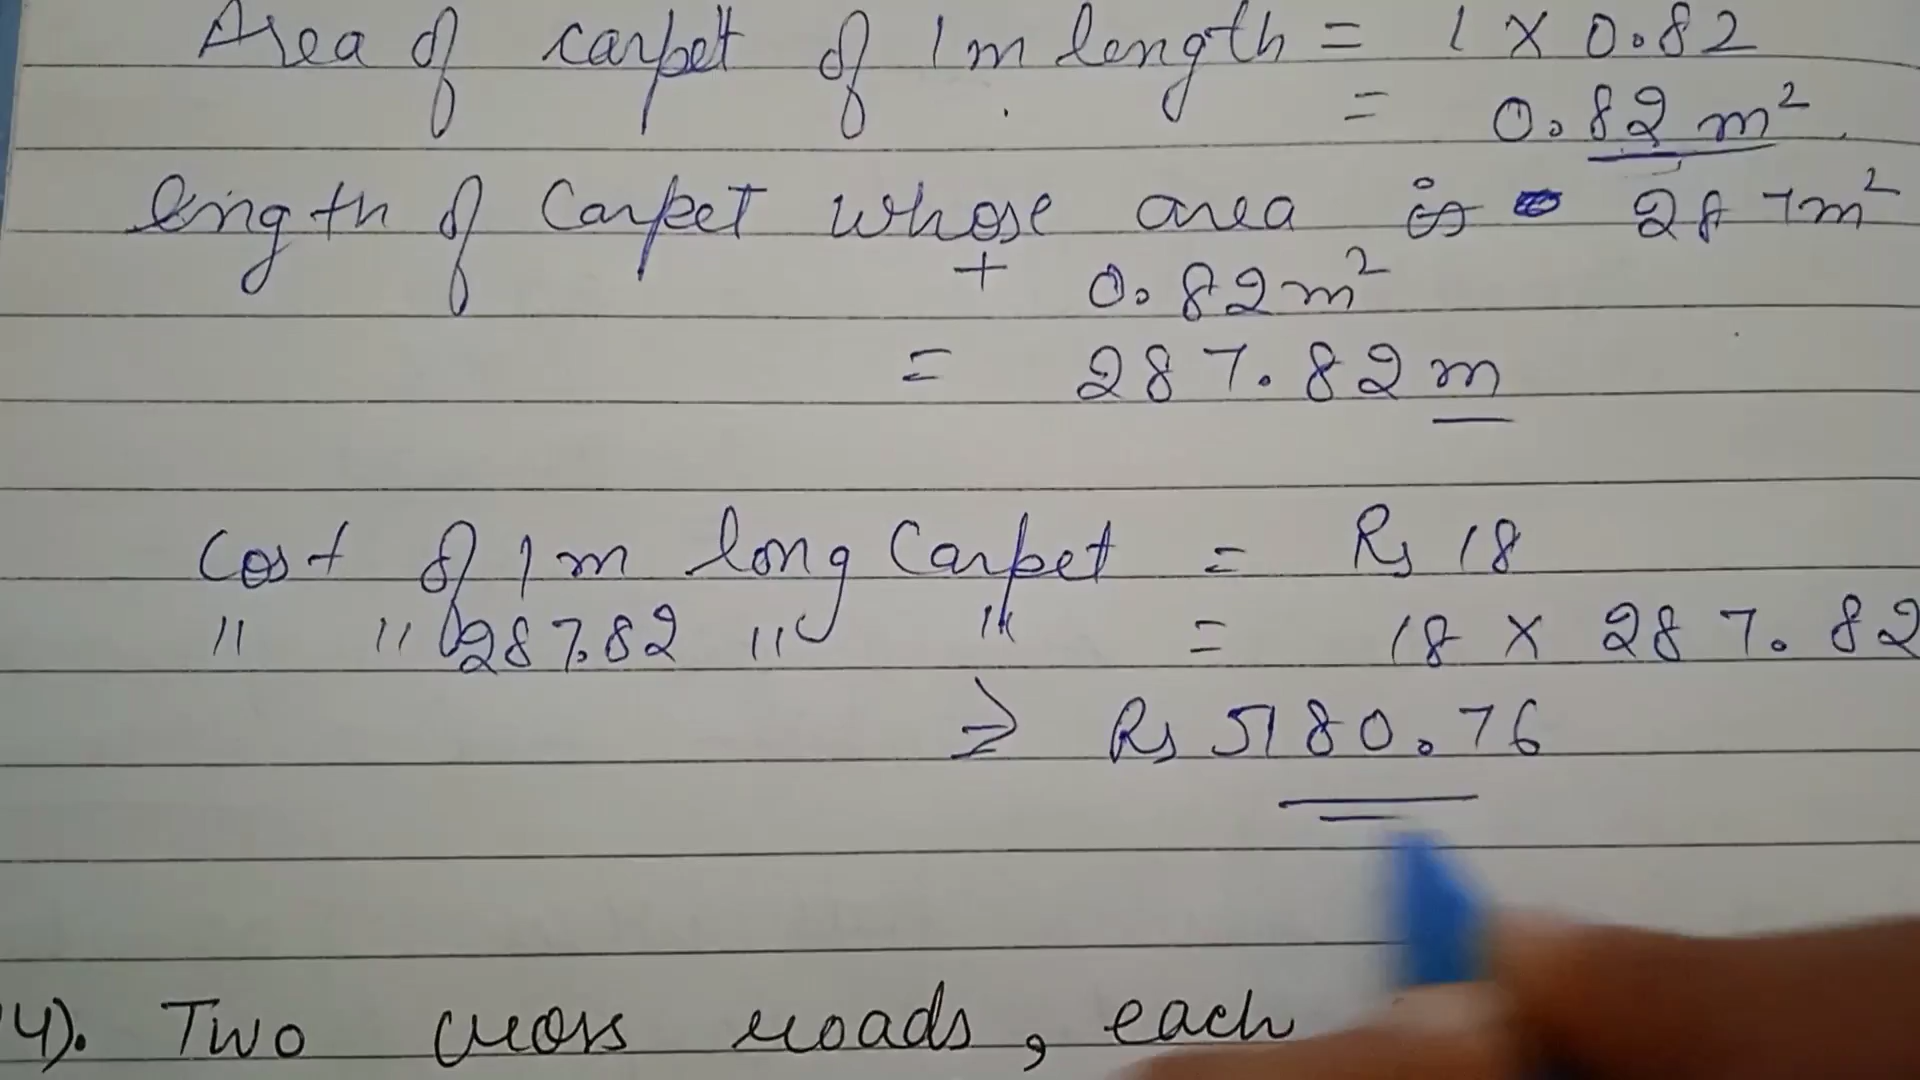 Area of carpet of 1m length = 1 × 0.82
= 0.82 m²
length of Carpet whose area is 287m²
+ 0.82m²
= 287.82 m
Cost of 1m long Carpet = Rs 18
" " 287.82 " " = 18 × 287.82
⇒ Rs 5180.76
4). Two cross roads, each